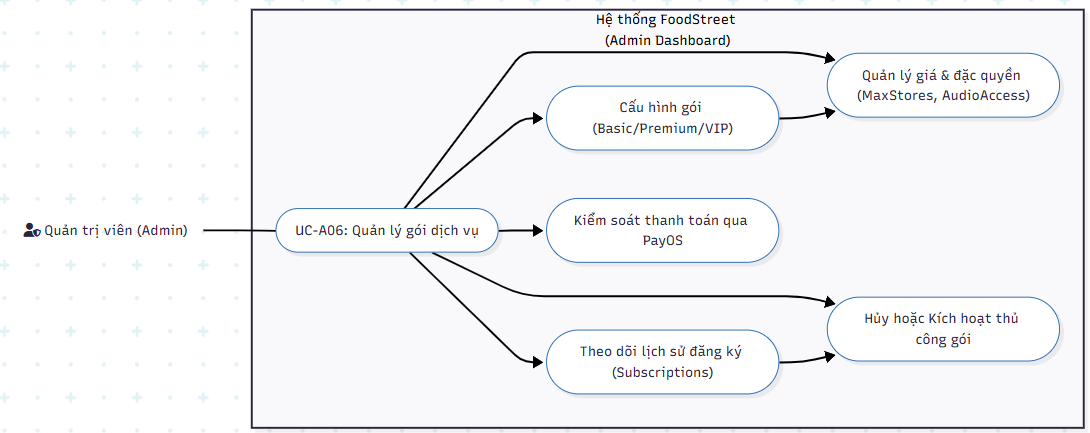 Hệ thống FoodStreet
(Admin Dashboard)
Quản lý giá & đặc quyền
(MaxStores, AudioAccess)
Cấu hình gói
(Basic/Premium/VIP)
Quản trị viên (Admin)
UC-A06: Quản lý gói dịch vụ
Kiểm soát thanh toán qua
PayOS
Hủy hoặc Kích hoạt thủ
công gói
Theo dõi lịch sử đăng ký
(Subscriptions)